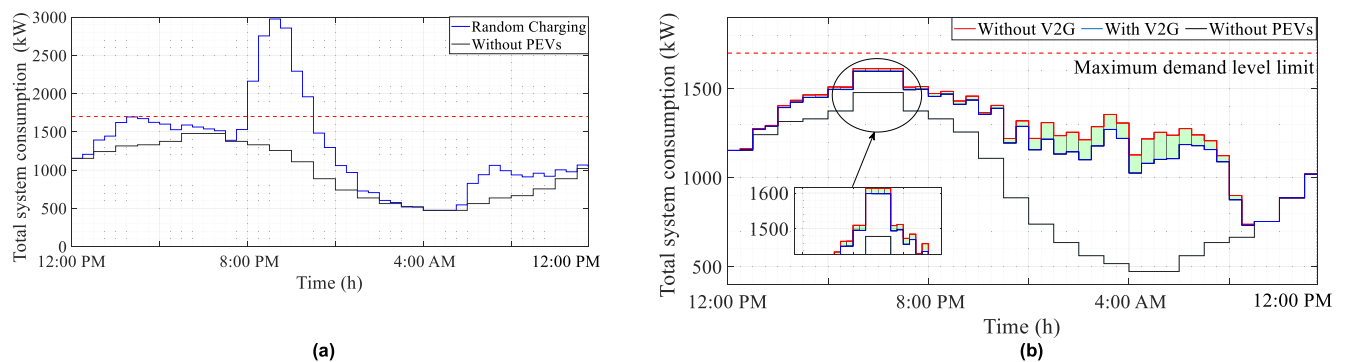 Total system consumption (kW)
3000
2500
2000
1500
1000
500
0
Random Charging
Without PEVs
12:00 PM
8:00 PM
4:00 AM
12:00 PM
Time (h)
(a)
Total system consumption (kW)
1500
1000
500
Without V2G
With V2G
Without PEVs
Maximum demand level limit
1600
1500
12:00 PM
8:00 PM
4:00 AM
12:00 PM
Time (h)
(b)